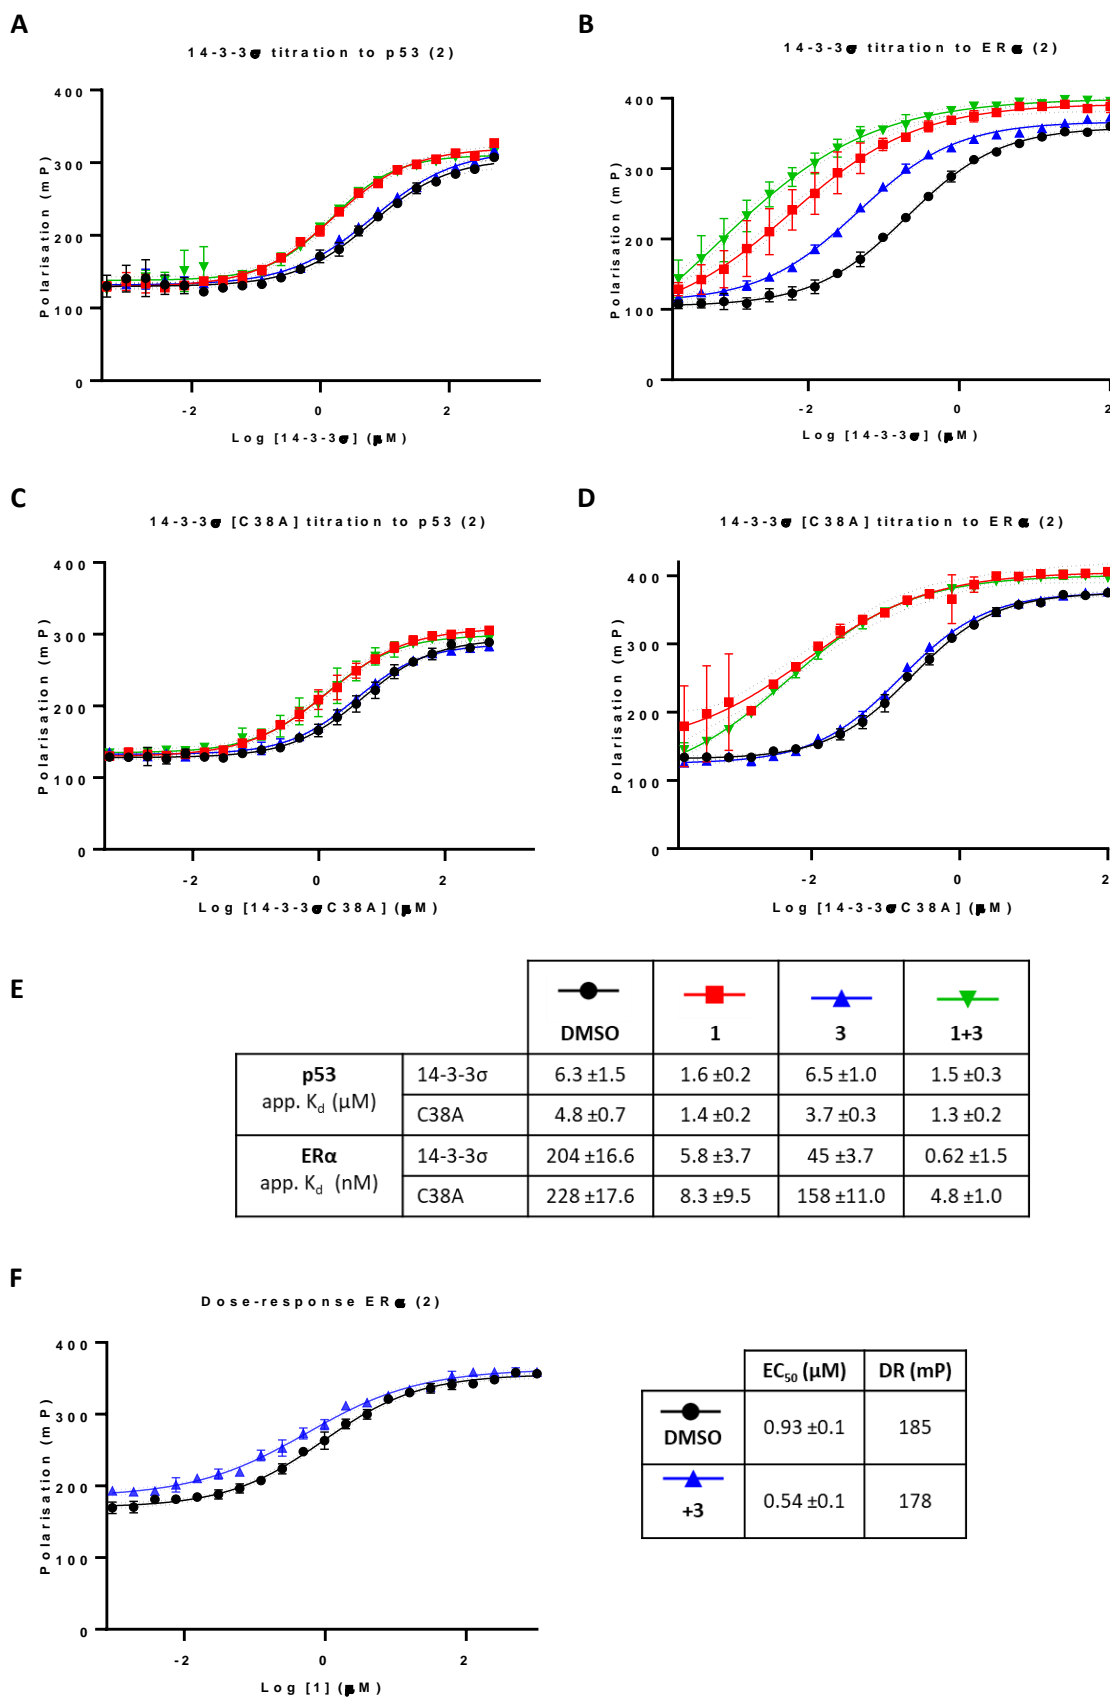 A
14-3-3σ titration to p53 (2)
Polarisation (mP)
400
300
200
100
0
-2
0
2
Log [14-3-3σ] (μM)
B
14-3-3σ titration to ERα (2)
Polarisation (mP)
400
300
200
100
0
-2
0
2
Log [14-3-3σ] (μM)
C
14-3-3σ [C38A] titration to p53 (2)
Polarisation (mP)
400
300
200
100
0
-2
0
2
Log [14-3-3σC38A] (μM)
D
14-3-3σ [C38A] titration to ERα (2)
Polarisation (mP)
400
300
200
100
0
-2
0
2
Log [14-3-3σC38A] (μM)
E
DMSO 1 3 1+3
p53 app. Kd (μM)
14-3-3σ 6.3 ±1.5 1.6 ±0.2 6.5 ±1.0 1.5 ±0.3
C38A 4.8 ±0.7 1.4 ±0.2 3.7 ±0.3 1.3 ±0.2
ERα app. Kd (nM)
14-3-3σ 204 ±16.6 5.8 ±3.7 45 ±3.7 0.62 ±1.5
C38A 228 ±17.6 8.3 ±9.5 158 ±11.0 4.8 ±1.0
F
Dose-response ERα (2)
Polarisation (mP)
400
300
200
100
0
-2
0
2
Log [1] (μM)
EC50 (μM) DR (mP)
DMSO 0.93 ±0.1 185
+3 0.54 ±0.1 178